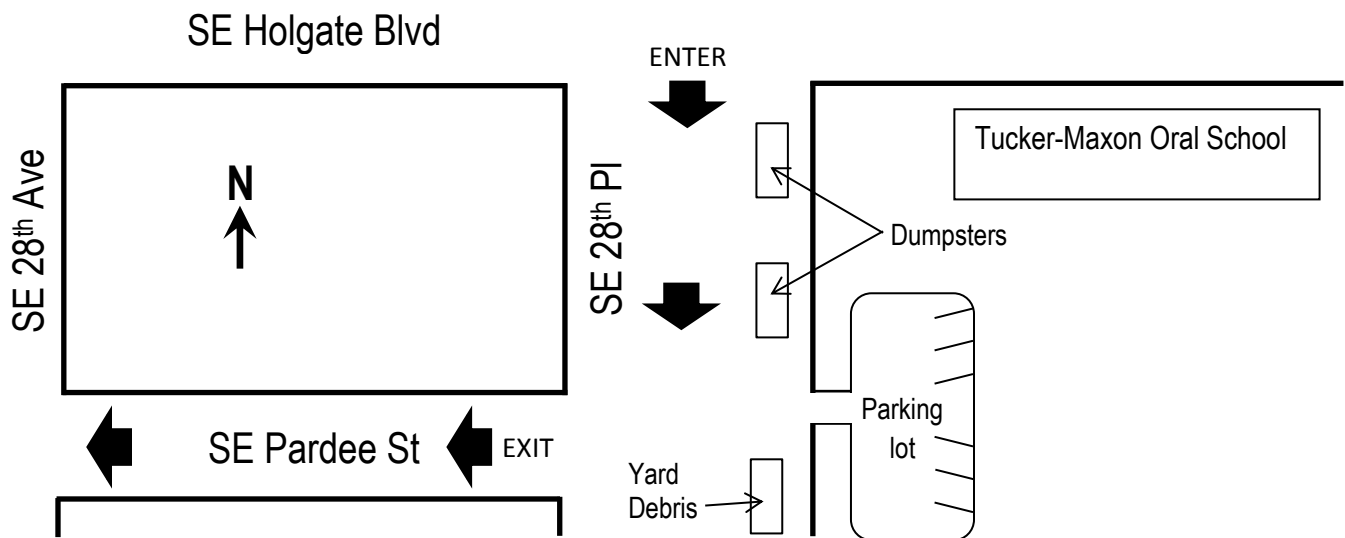 SE Holgate Blvd
ENTER
Tucker-Maxon Oral School
N
SE 28th Ave
SE 28th Pl
Dumpsters
Parking
lot
SE Pardee St
EXIT
Yard
Debris